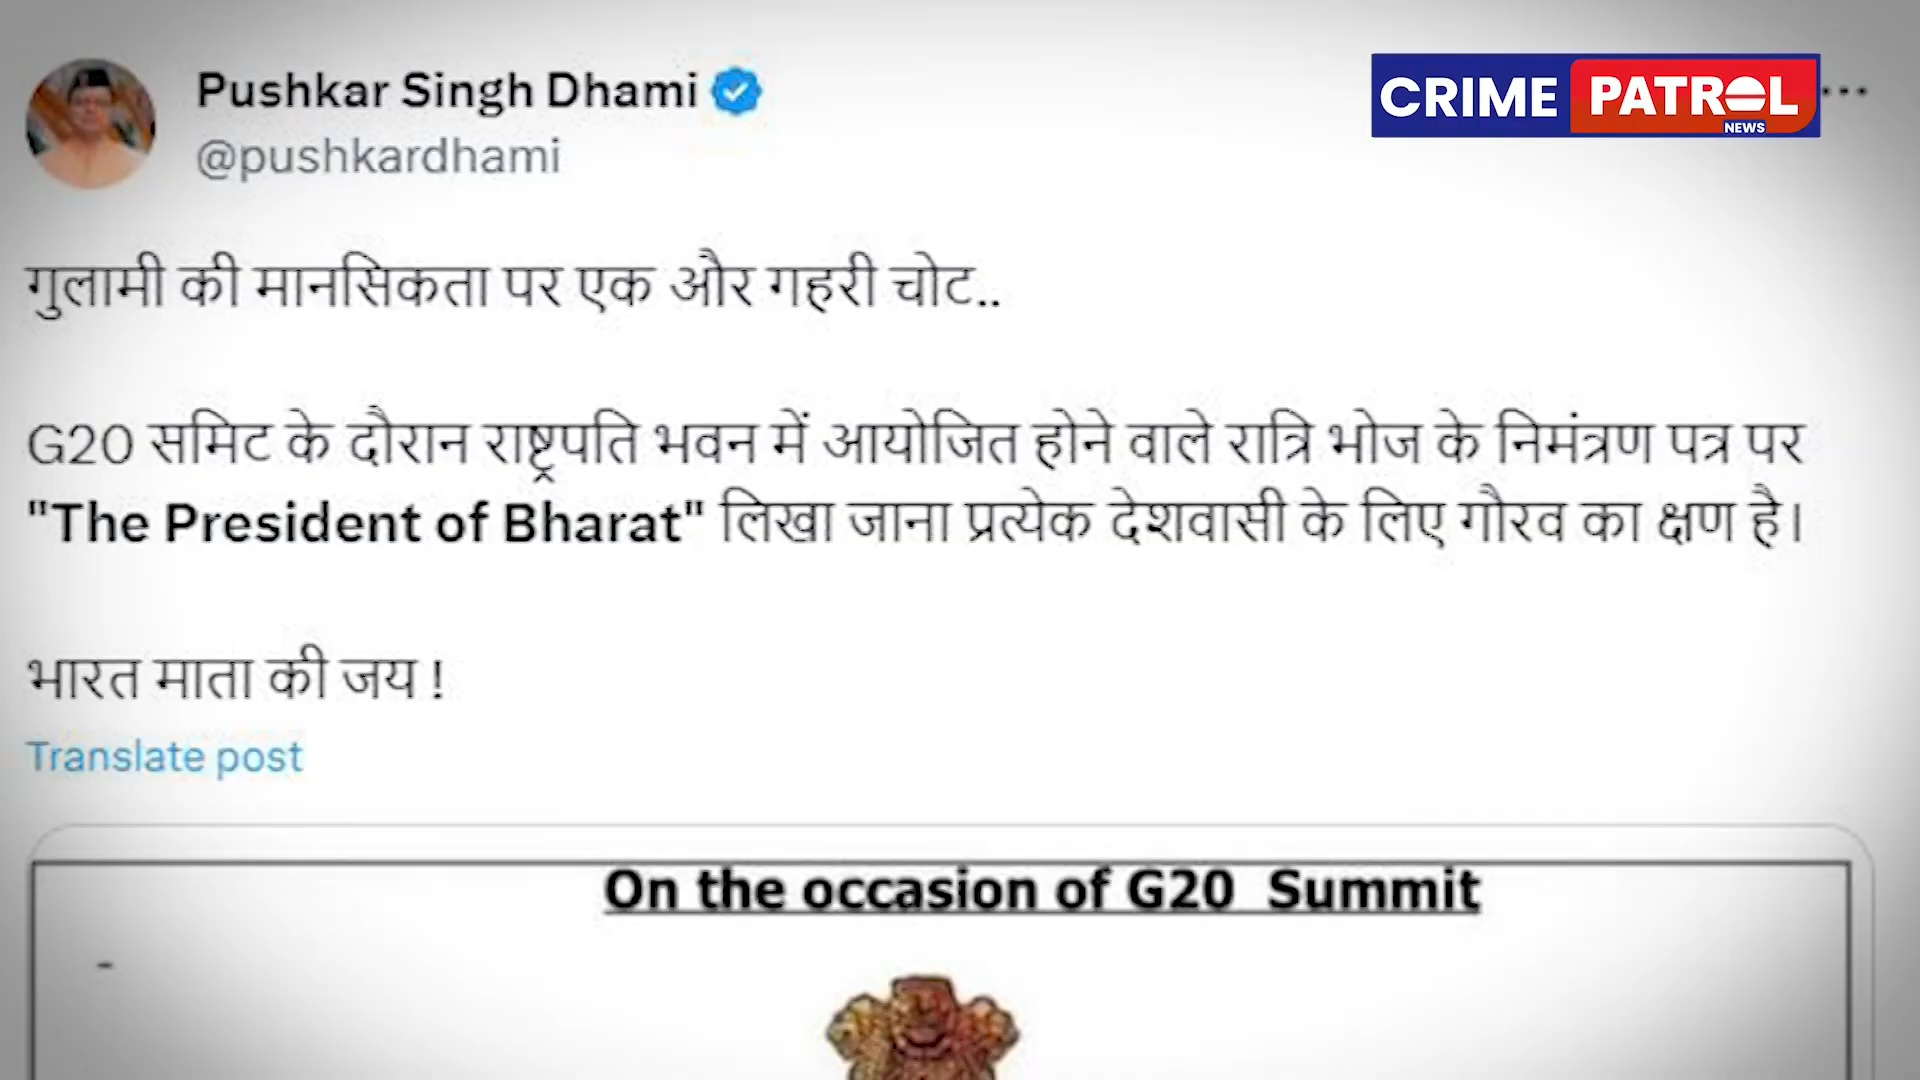 Pushkar Singh Dhami
@pushkardhami
CRIME PATROL
NEWS
गुलामी की मानसिकता पर एक और गहरी चोट..
G20 समिट के दौरान राष्ट्रपति भवन में आयोजित होने वाले रात्रि भोज के निमंत्रण पत्र पर
"The President of Bharat" लिखा जाना प्रत्येक देशवासी के लिए गौरव का क्षण है।
भारत माता की जय !
Translate post
On the occasion of G20 Summit